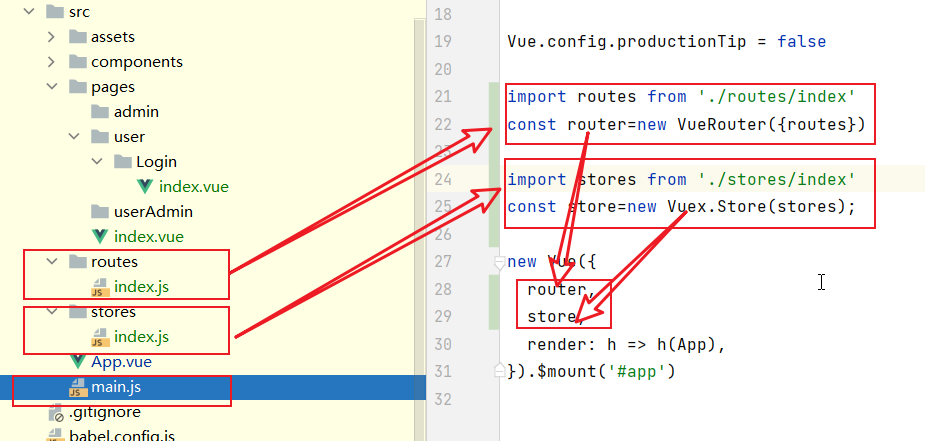 src
assets
components
pages
admin
user
Login
index.vue
userAdmin
index.vue
routes
JS index.js
stores
JS index.js
App.vue
JS main.js
.gitignore
babel.config.js
18
19 Vue.config.productionTip = false
20
21 import routes from './routes/index'
22 const router=new VueRouter({routes})
23
24 import stores from './stores/index'
25 const store=new Vuex.Store(stores);
26
27 new Vue({
28 router,
29 store,
30 render: h => h(App),
31 }).$mount('#app')
32